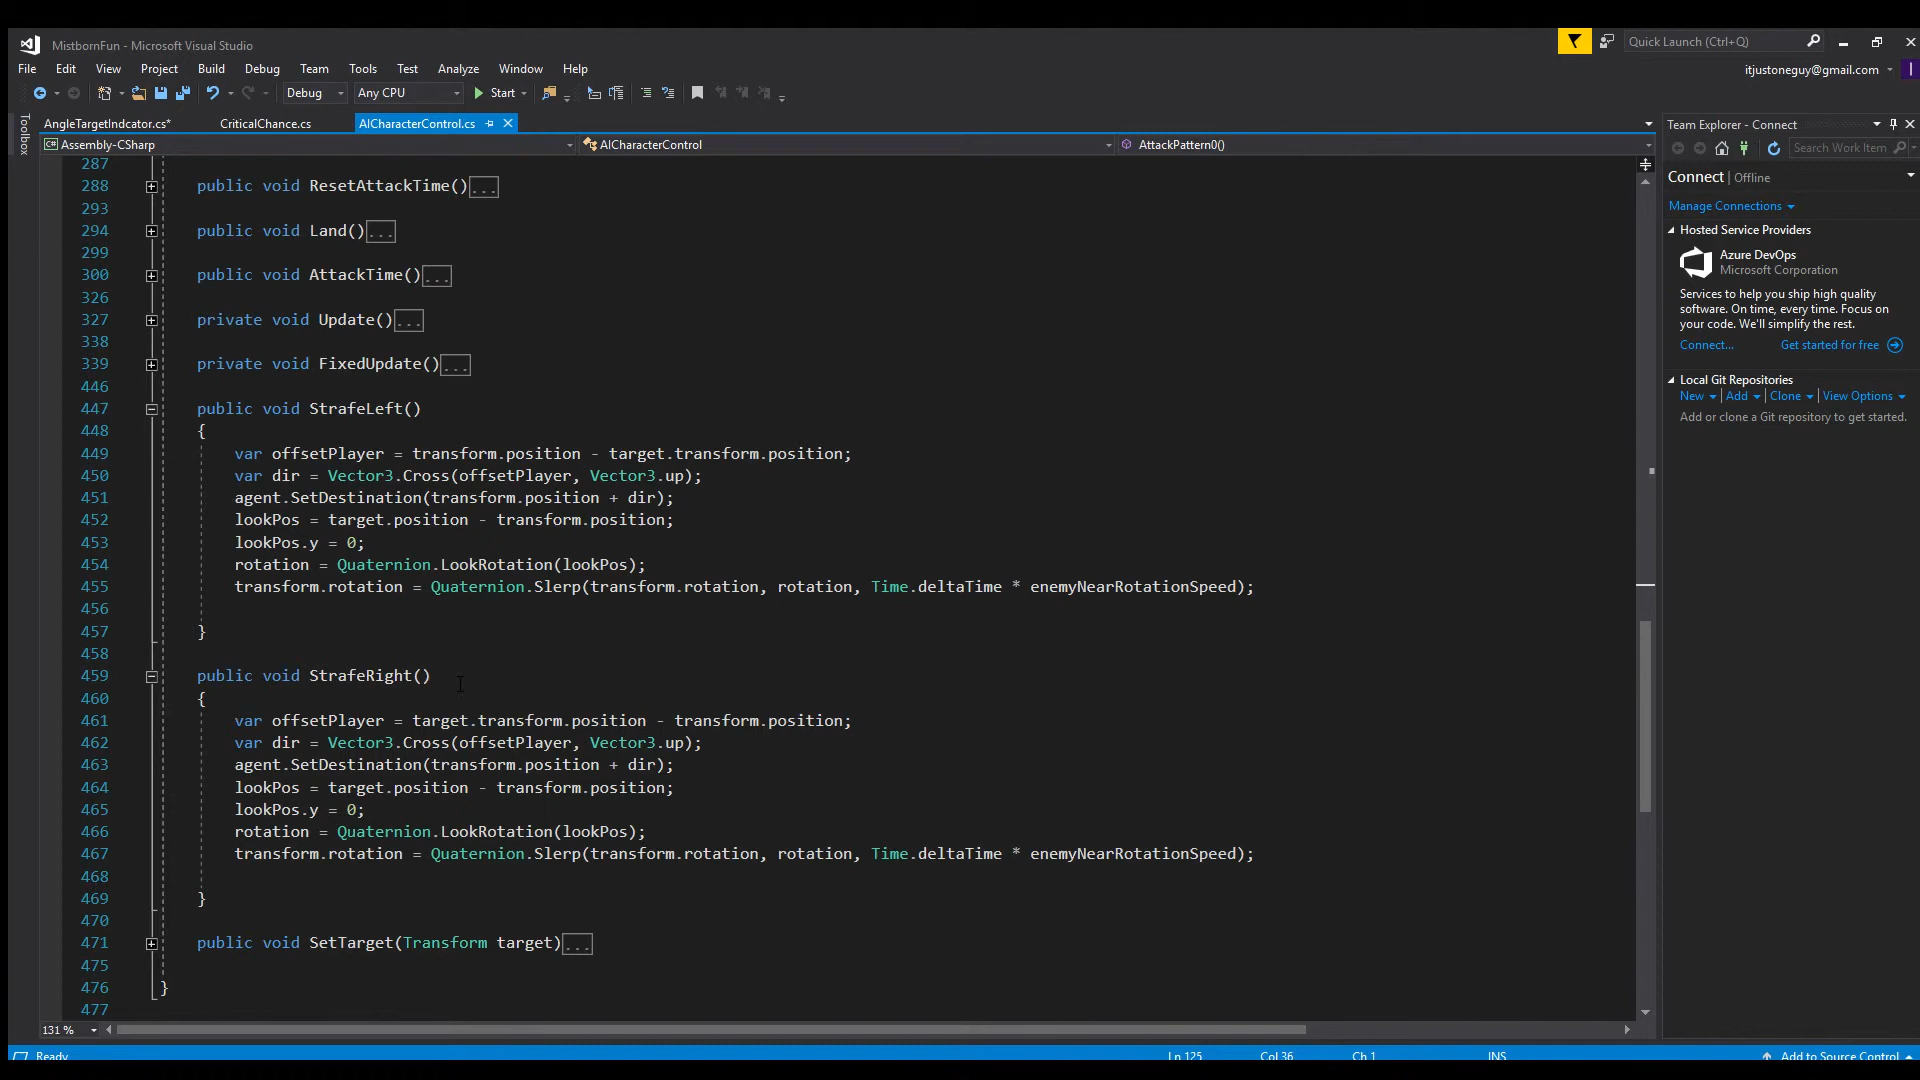 MistbornFun - Microsoft Visual Studio
Quick Launch (Ctrl+Q)
File Edit View Project Build Debug Team Tools Test Analyze Window Help
itjustoneguy@gmail.com
Debug Any CPU Start
Toolbox
AngleTargetIndcator.cs* CriticalChance.cs AICharacterControl.cs
Assembly-CSharp AICharacterControl AttackPattern0()
287
288 public void ResetAttackTime()...
293
294 public void Land()...
299
300 public void AttackTime()...
326
327 private void Update()...
338
339 private void FixedUpdate()...
446
447 public void StrafeLeft()
448 {
449 var offsetPlayer = transform.position - target.transform.position;
450 var dir = Vector3.Cross(offsetPlayer, Vector3.up);
451 agent.SetDestination(transform.position + dir);
452 lookPos = target.position - transform.position;
453 lookPos.y = 0;
454 rotation = Quaternion.LookRotation(lookPos);
455 transform.rotation = Quaternion.Slerp(transform.rotation, rotation, Time.deltaTime * enemyNearRotationSpeed);
456
457 }
458
459 public void StrafeRight()
460 {
461 var offsetPlayer = target.transform.position - transform.position;
462 var dir = Vector3.Cross(offsetPlayer, Vector3.up);
463 agent.SetDestination(transform.position + dir);
464 lookPos = target.position - transform.position;
465 lookPos.y = 0;
466 rotation = Quaternion.LookRotation(lookPos);
467 transform.rotation = Quaternion.Slerp(transform.rotation, rotation, Time.deltaTime * enemyNearRotationSpeed);
468
469 }
470
471 public void SetTarget(Transform target)...
475
476 }
477
131 %
Team Explorer - Connect
Search Work Item
Connect | Offline
Manage Connections
Hosted Service Providers
Azure DevOps
Microsoft Corporation
Services to help you ship high quality
software. On time, every time. Focus on
your code. We'll simplify the rest.
Connect... Get started for free
Local Git Repositories
New | Add | Clone | View Options
Add or clone a Git repository to get started.
Ready Ln 125 Col 36 Ch 1 INS Add to Source Control